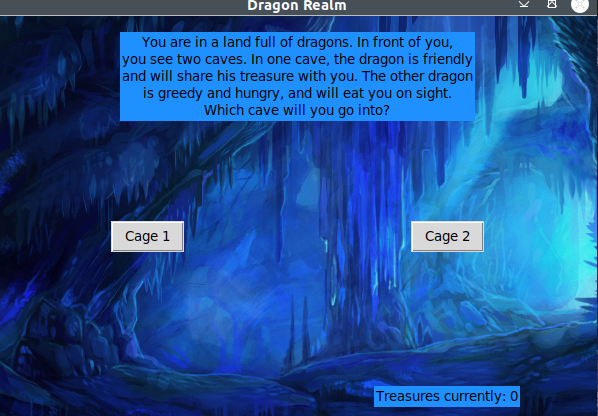 Dragon Realm
You are in a land full of dragons. In front of you,
you see two caves. In one cave, the dragon is friendly
and will share his treasure with you. The other dragon
is greedy and hungry, and will eat you on sight.
Which cave will you go into?
Cage 1
Cage 2
Treasures currently: 0